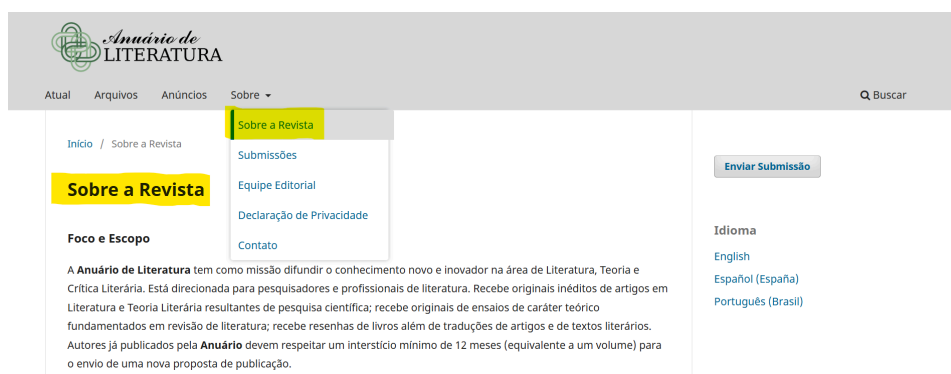 Anuário de
LITERATURA
Atual Arquivos Anúncios Sobre
Buscar
Sobre a Revista
Submissões
Equipe Editorial
Declaração de Privacidade
Contato
Início / Sobre a Revista
Sobre a Revista
Foco e Escopo
A Anuário de Literatura tem como missão difundir o conhecimento novo e inovador na área de Literatura, Teoria e
Crítica Literária. Está direcionada para pesquisadores e profissionais de literatura. Recebe originais inéditos de artigos em
Literatura e Teoria Literária resultantes de pesquisa científica; recebe originais de ensaios de caráter teórico
fundamentados em revisão de literatura; recebe resenhas de livros além de traduções de artigos e de textos literários.
Autores já publicados pela Anuário devem respeitar um interstício mínimo de 12 meses (equivalente a um volume) para
o envio de uma nova proposta de publicação.
Enviar Submissão
Idioma
English
Español (España)
Português (Brasil)